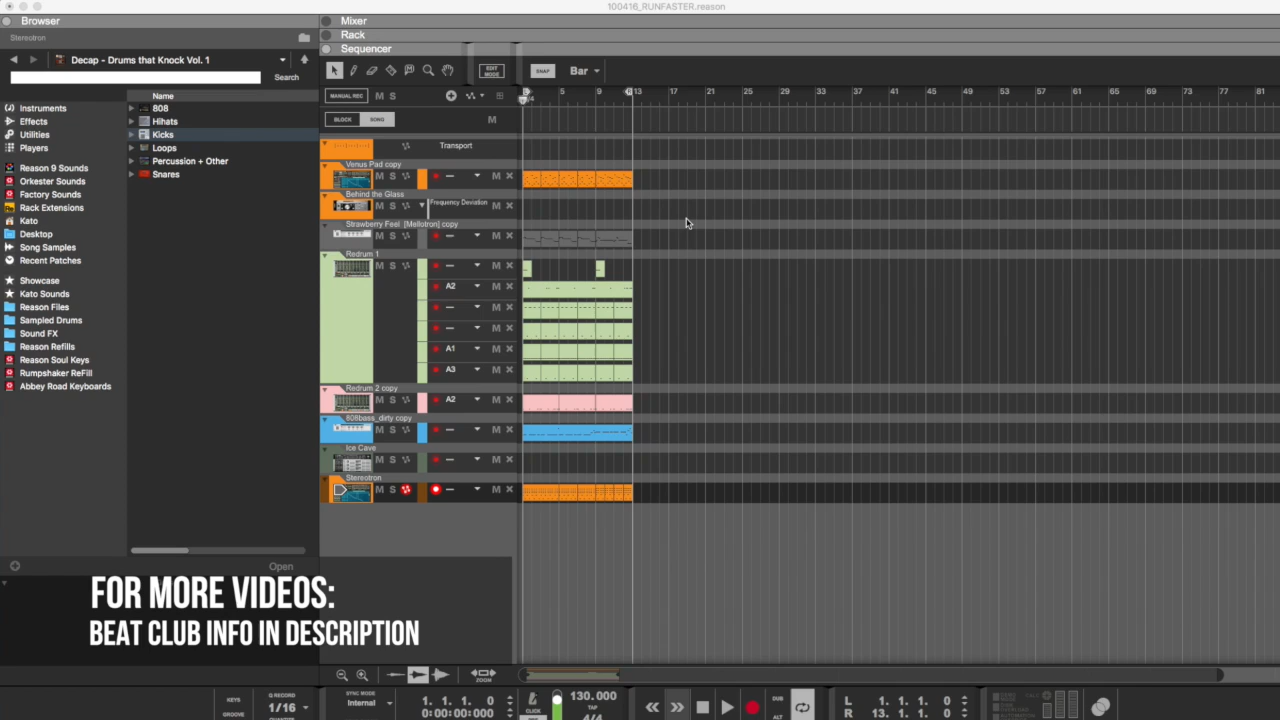 100416_RUNFASTER.reason
Browser
Mixer
Stereotron
Rack
Sequencer
Decap - Drums that Knock Vol. 1
Search
EDIT MODE
SNAP
Bar
Name
MANUAL REC
M S
5 9 13 17 21 25 29 33 37 41 45 49 53 57 61 65 69 73 77 81
BLOCK SONG
M
Instruments
Effects
Utilities
Players
Reason 9 Sounds
Orkester Sounds
Factory Sounds
Rack Extensions
Kato
Desktop
Song Samples
Recent Patches
Showcase
Kato Sounds
Reason Files
Sampled Drums
Sound FX
Reason Refills
Reason Soul Keys
Rumpshaker ReFill
Abbey Road Keyboards
808
Hihats
Kicks
Loops
Percussion + Other
Snares
Transport
Venus Pad copy
M S M
Behind the Glass
M S Frequency Deviation M
Strawberry Feel [Mellotron] copy
M S M
Redrum 1
M S M
A2 M
M
M
A1 M
A3 M
Redrum 2 copy
M S A2 M
808bass_dirty copy
M S M
Ice Cave
M S M
Stereotron
M S M
Open
FOR MORE VIDEOS:
BEAT CLUB INFO IN DESCRIPTION
ZOOM
KEYS
GROOVE
Q RECORD
1/16
SYNC MODE
Internal
1. 1. 1. 0
0:00:00:000
CLICK
130.000
TAP
4/4
DUB
ALT
L 1. 1. 1. 0
R 13. 1. 1. 0